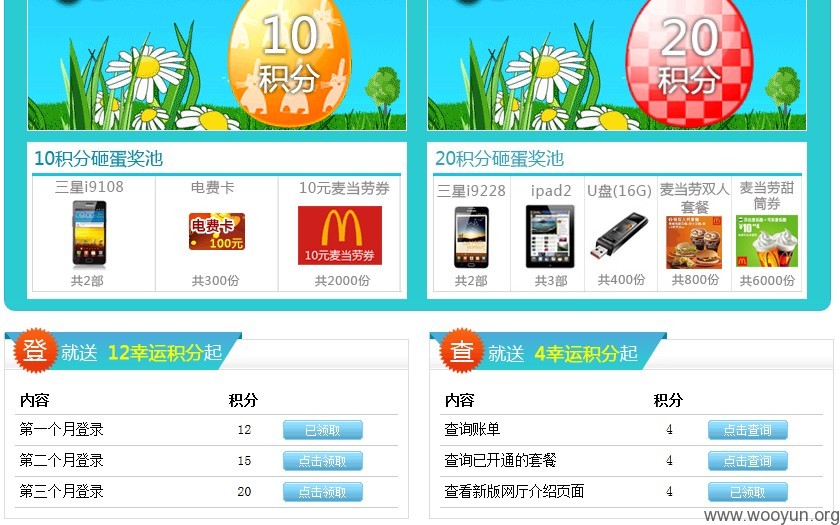 10
积分
20
积分
10积分砸蛋奖池
三星i9108 电费卡 10元麦当劳券
电费卡
100元
10元麦当劳券
共2部 共300份 共2000份
20积分砸蛋奖池
三星i9228 ipad2 U盘(16G) 麦当劳双人套餐 麦当劳甜筒券
共2部 共3部 共400份 共800份 共6000份
登 就送 12幸运积分起
内容 积分
第一个月登录 12 已领取
第二个月登录 15 点击领取
第三个月登录 20 点击领取
查 就送 4幸运积分起
内容 积分
查询账单 4 点击查询
查询已开通的套餐 4 点击查询
查看新版网厅介绍页面 4 已领取
www.wooyun.org